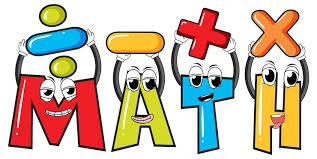 ÷ − + ×
MATH